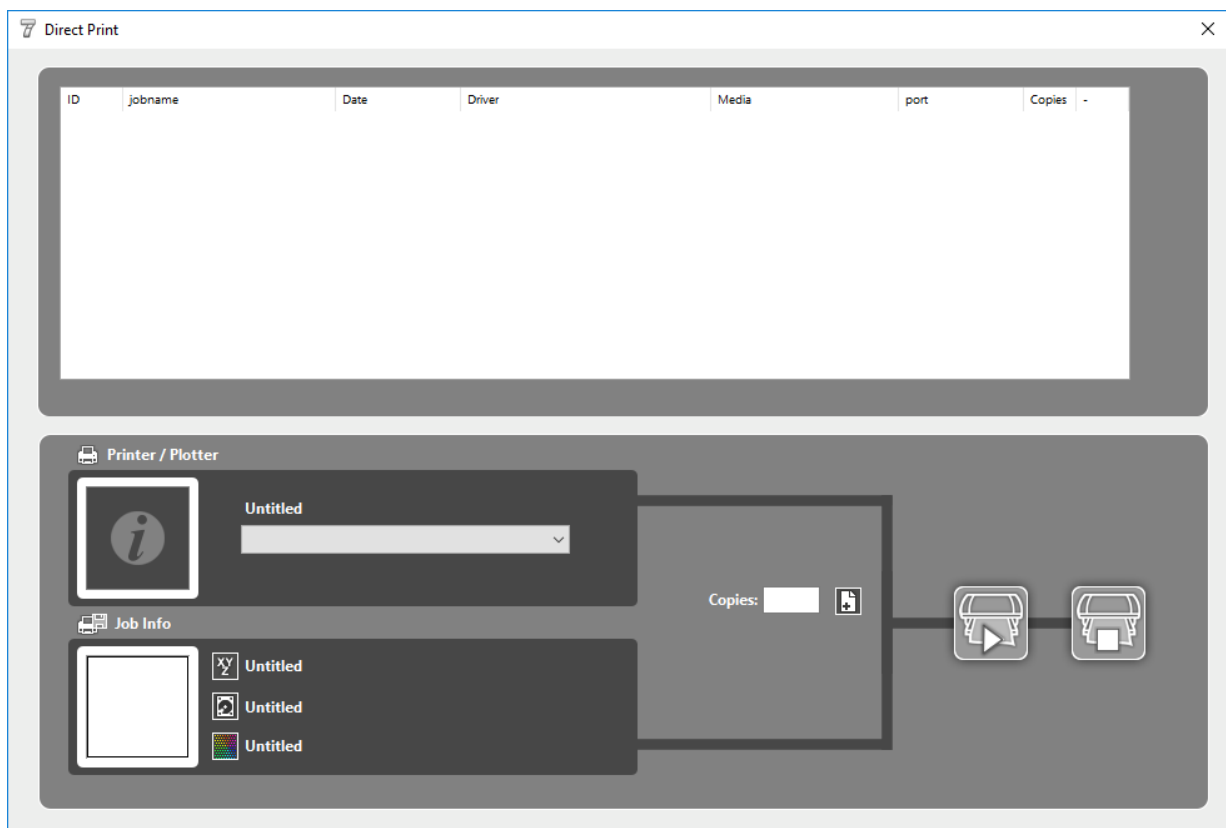 Direct Print
ID jobname Date Driver Media port Copies -
Printer / Plotter
Untitled
Copies:
Job Info
Untitled
Untitled
Untitled